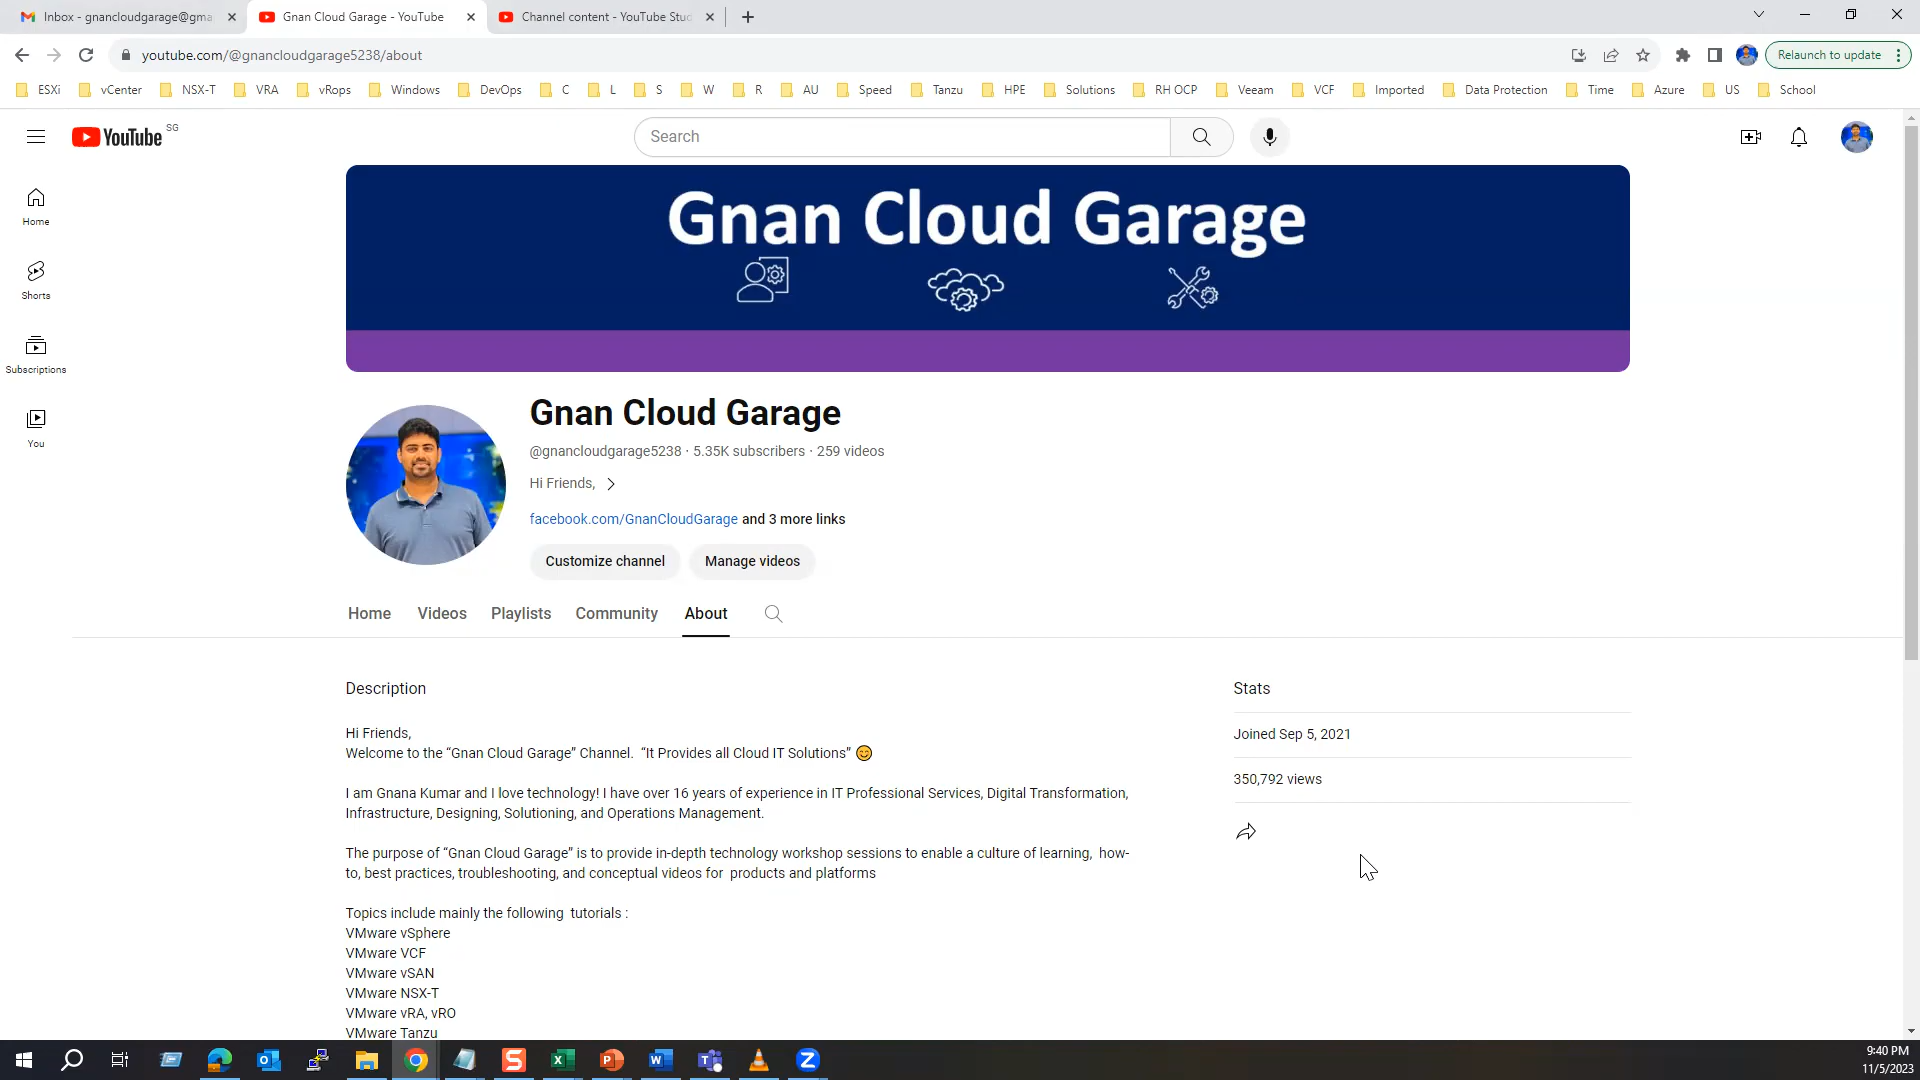 Inbox - gnancloudgarage@gma
Gnan Cloud Garage - YouTube
Channel content - YouTube Stud
youtube.com/@gnancloudgarage5238/about
Relaunch to update
ESXi vCenter NSX-T VRA vRops Windows DevOps C L S W R AU Speed Tanzu HPE Solutions RH OCP Veeam VCF Imported Data Protection Time Azure US School
YouTube SG
Search
Home
Shorts
Subscriptions
You
Gnan Cloud Garage
Gnan Cloud Garage
@gnancloudgarage5238 · 5.35K subscribers · 259 videos
Hi Friends,
facebook.com/GnanCloudGarage and 3 more links
Customize channel Manage videos
Home Videos Playlists Community About
Description
Hi Friends,
Welcome to the “Gnan Cloud Garage” Channel. “It Provides all Cloud IT Solutions” 😊
I am Gnana Kumar and I love technology! I have over 16 years of experience in IT Professional Services, Digital Transformation,
Infrastructure, Designing, Solutioning, and Operations Management.
The purpose of “Gnan Cloud Garage” is to provide in-depth technology workshop sessions to enable a culture of learning, how-
to, best practices, troubleshooting, and conceptual videos for products and platforms
Topics include mainly the following tutorials :
VMware vSphere
VMware VCF
VMware vSAN
VMware NSX-T
VMware vRA, vRO
VMware Tanzu
Stats
Joined Sep 5, 2021
350,792 views
9:40 PM
11/5/2023